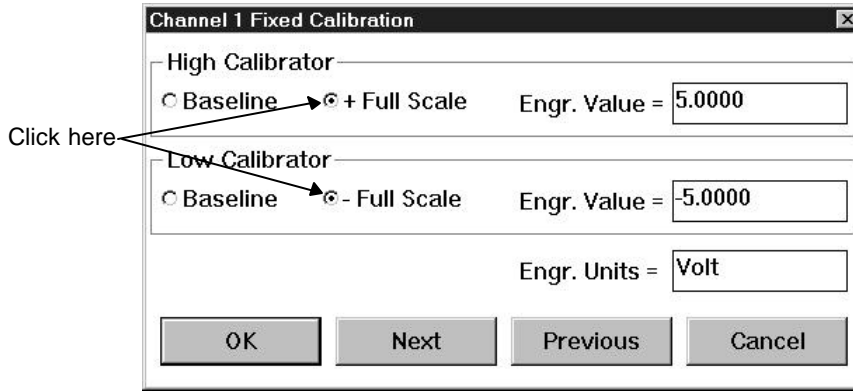 Channel 1 Fixed Calibration
High Calibrator
Baseline + Full Scale Engr. Value = 5.0000
Click here
Low Calibrator
Baseline - Full Scale Engr. Value = -5.0000
Engr. Units = Volt
OK Next Previous Cancel